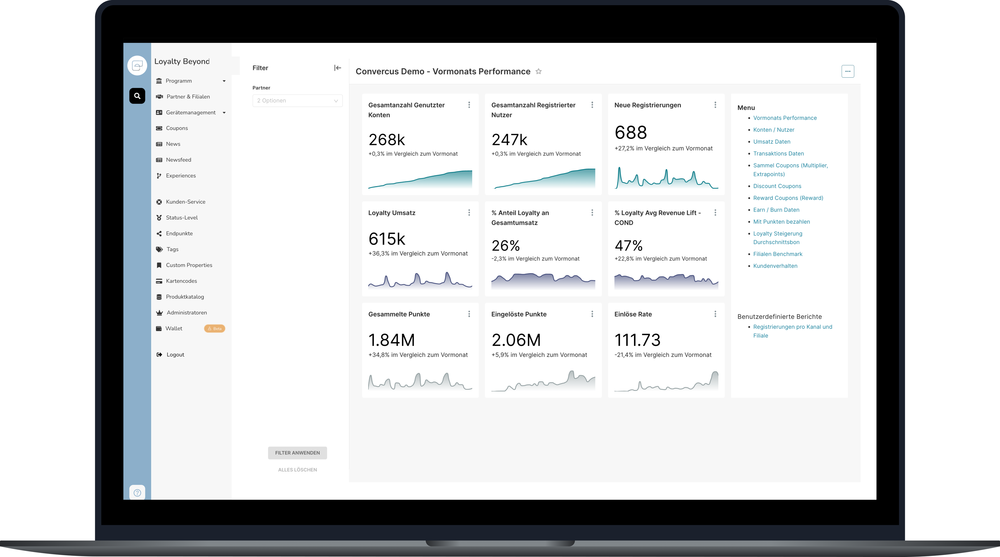 Loyalty Beyond
Programm
Partner & Filialen
Gerätemanagement
Coupons
News
Newsfeed
Experiences
Kunden-Service
Status-Level
Endpunkte
Tags
Custom Properties
Kartencodes
Produktkatalog
Administratoren
Wallet
Beta
Logout
Filter
Partner
2 Optionen
FILTER ANWENDEN
ALLES LÖSCHEN
Convercus Demo - Vormonats Performance
Gesamtanzahl Genutzter
Konten
268k
+0,3% im Vergleich zum Vormonat
Gesamtanzahl Registrierter
Nutzer
247k
+0,3% im Vergleich zum Vormonat
Neue Registrierungen
688
+27,2% im Vergleich zum Vormonat
Loyalty Umsatz
615k
+36,3% im Vergleich zum Vormonat
% Anteil Loyalty an
Gesamtumsatz
26%
-2,3% im Vergleich zum Vormonat
% Loyalty Avg Revenue Lift -
COND
47%
+22,8% im Vergleich zum Vormonat
Gesammelte Punkte
1.84M
+34,8% im Vergleich zum Vormonat
Eingelöste Punkte
2.06M
+5,9% im Vergleich zum Vormonat
Einlöse Rate
111.73
-21,4% im Vergleich zum Vormonat
Menu
Vormonats Performance
Konten / Nutzer
Umsatz Daten
Transaktions Daten
Sammel Coupons (Multiplier,
Extrapoints)
Discount Coupons
Reward Coupons (Reward)
Earn / Burn Daten
Mit Punkten bezahlen
Loyalty Steigerung
Durchschnittsbon
Filialen Benchmark
Kundenverhalten
Benutzerdefinierte Berichte
Registrierungen pro Kanal und
Filiale